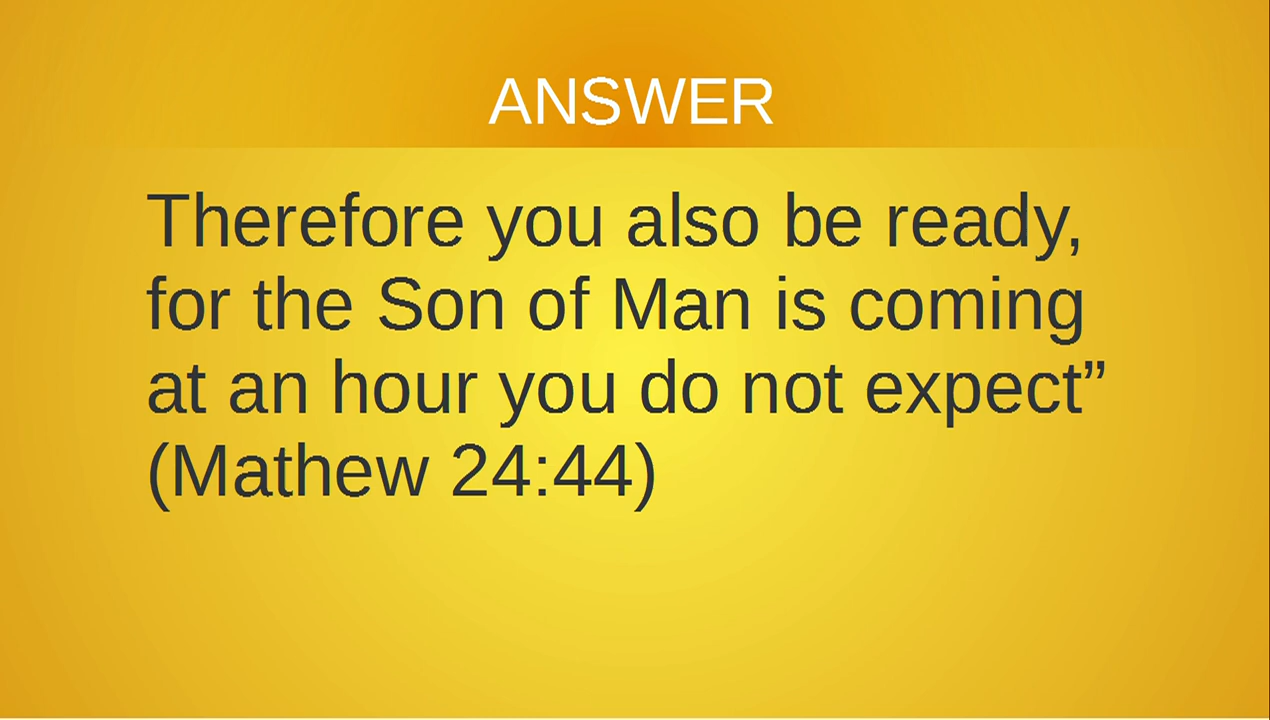 ANSWER
Therefore you also be ready,
for the Son of Man is coming
at an hour you do not expect”
(Mathew 24:44)